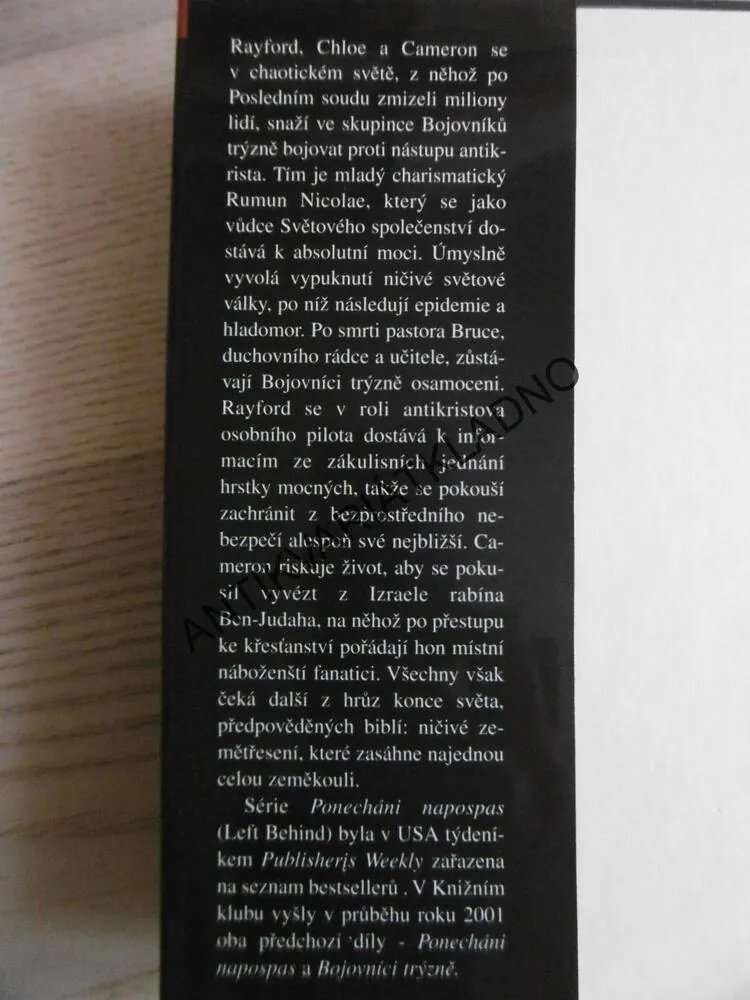 Rayford, Chloe a Cameron se
v chaotickém světě, z něhož po
Posledním soudu zmizeli miliony
lidí, snaží ve skupince Bojovníků
trýzně bojovat proti nástupu antik-
rista. Tím je mladý charismatický
Rumun Nicolae, který se jako
vůdce Světového společenství do-
stává k absolutní moci. Úmyslně
vyvolá vypuknutí ničivé světové
války, po níž následují epidemie a
hladomor. Po smrti pastora Bruce,
duchovního rádce a učitele, zůstá-
vají Bojovníci trýzně osamoceni.
Rayford se v roli antikristova
osobního pilota dostává k infor-
macím ze zákulisních jednání
hrstky mocných, takže se pokouší
zachránit z bezprostředního ne-
bezpečí alespoň své nejbližší. Ca-
meron riskuje život, aby se poku-
sil vyvézt z Izraele rabína
Ben-Judaha, na něhož po přestupu
ke křesťanství pořádají hon místní
náboženští fanatici. Všechny však
čeká další z hrůz konce světa,
předpověděných biblí: ničivé ze-
mětřesení, které zasáhne najednou
celou zeměkouli.
Série Ponecháni napospas
(Left Behind) byla v USA týdení-
kem Publisherįs Weekly zařazena
na seznam bestsellerů . V Knižním
klubu vyšly v průběhu roku 2001
oba předchozí díly - Ponecháni
napospas a Bojovníci trýzně.
ANTIKVARIÁT KLADNO